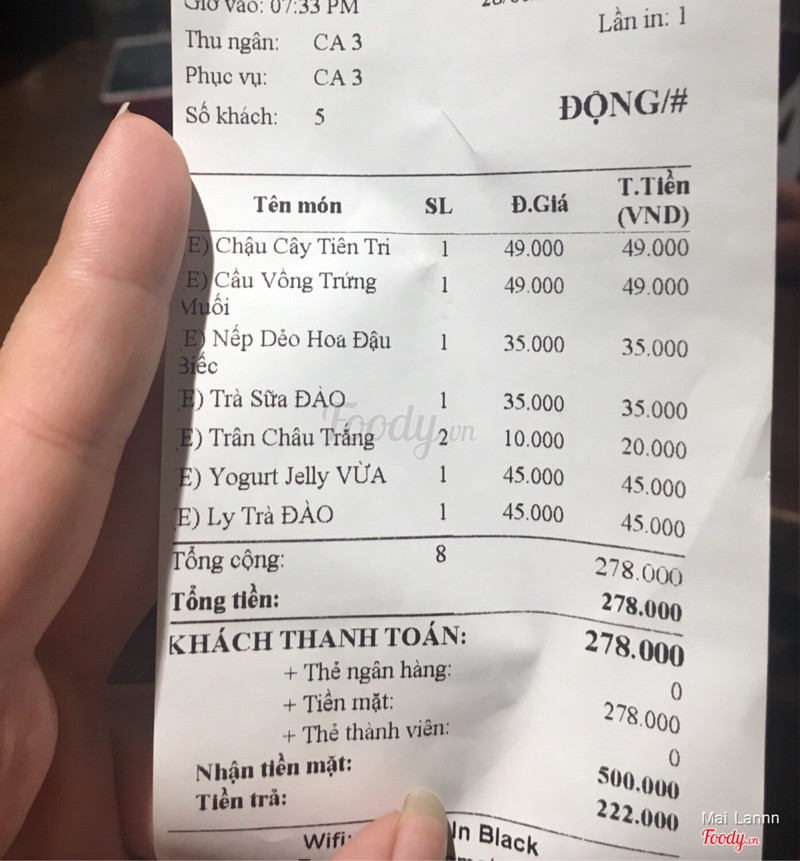 Giờ vào: 07:33 PM
Thu ngân: CA 3
Lần in: 1
Phục vụ: CA 3
Số khách: 5
ĐỘNG/#
Tên món SL Đ.Giá T.Tiền
(VND)
E) Chậu Cây Tiên Tri 1 49.000 49.000
E) Cầu Vồng Trứng 1 49.000 49.000
Muối
E) Nếp Dẻo Hoa Đậu 1 35.000 35.000
Biếc
E) Trà Sữa ĐÀO 1 35.000 35.000
E) Trân Châu Trắng 2 10.000 20.000
E) Yogurt Jelly VỪA 1 45.000 45.000
E) Ly Trà ĐÀO 1 45.000 45.000
Tổng cộng: 8 278.000
Tổng tiền: 278.000
KHÁCH THANH TOÁN: 278.000
+ Thẻ ngân hàng: 0
+ Tiền mặt: 278.000
+ Thẻ thành viên: 0
Nhận tiền mặt: 500.000
Tiền trả: 222.000
Wifi: In Black
Foody.vn
Mai Lannn
Foody.vn